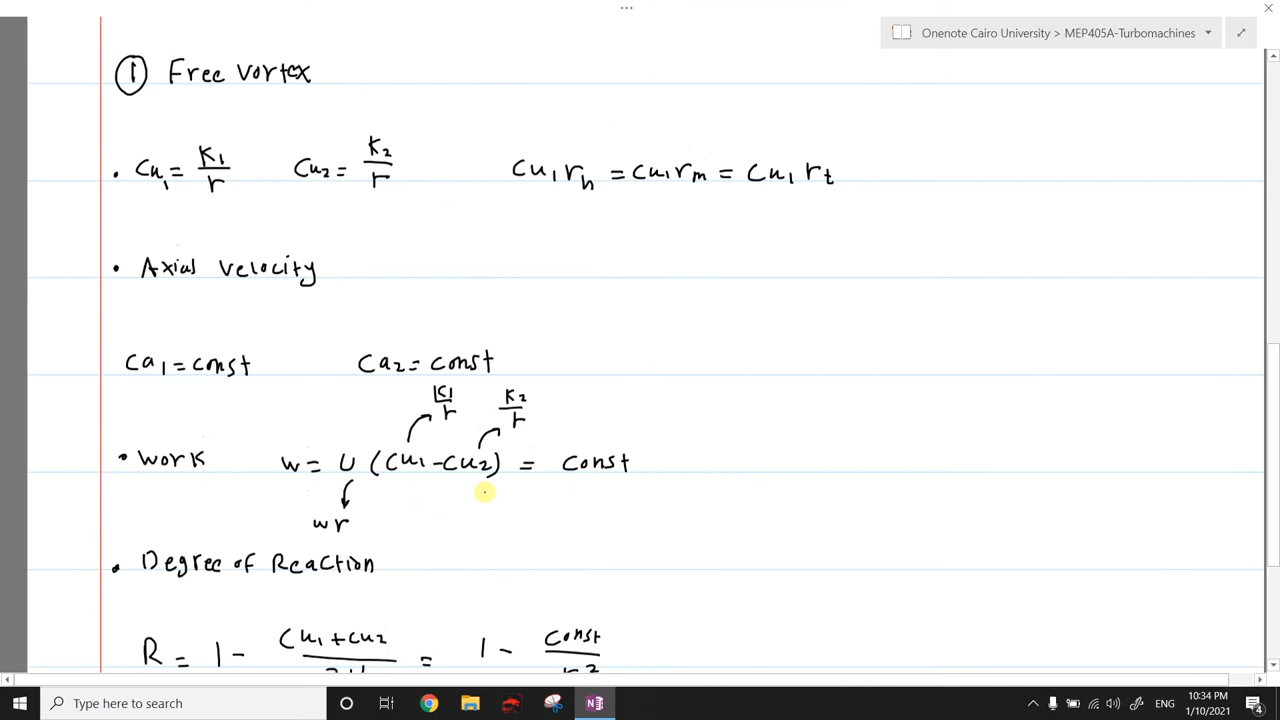 Onenote Cairo University > MEP405A-Turbomachines
① Free Vortex
• Cu₁ = K₁/r Cu₂ = K₂/r Cu₁ rh = Cu₁ rm = Cu₁ rt
• Axial Velocity
Ca₁ = const Ca₂ = const
K₁/r K₂/r
• Work w = U (Cu₁ - Cu₂) = Const
wr
• Degree of Reaction
R = 1 - Cu₁ + Cu₂ / = 1 - Const /
Type here to search
ENG
10:34 PM
1/10/2021
4